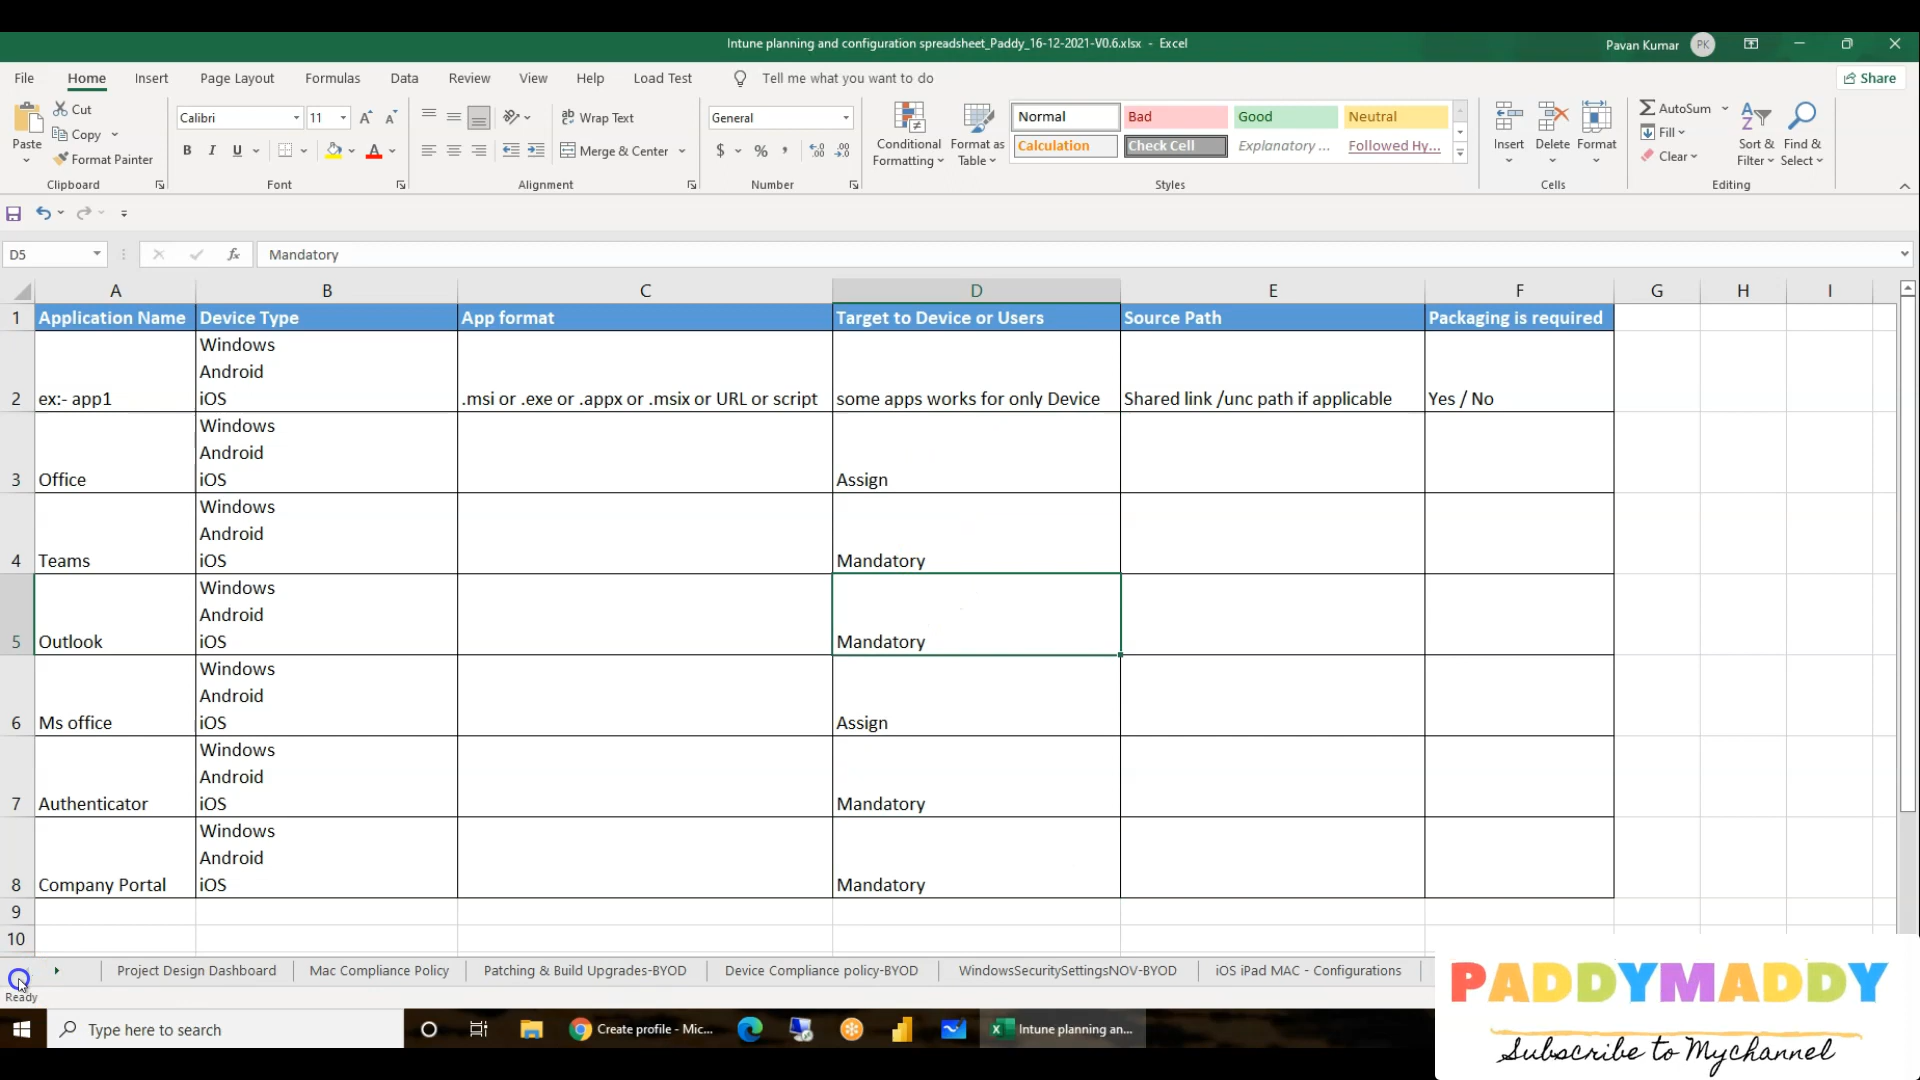 Intune planning and configuration spreadsheet_Paddy_16-12-2021-V0.6.xlsx - Excel
Pavan Kumar PK
File Home Insert Page Layout Formulas Data Review View Help Load Test Tell me what you want to do Share
Paste Cut
Copy
Format Painter
Clipboard
Calibri 11
B I U
Font
Wrap Text
Merge & Center
Alignment
General
$ % ,
Number
Conditional Formatting
Format as Table
Normal Bad Good Neutral
Calculation Check Cell Explanatory ... Followed Hy...
Styles
Insert Delete Format
Cells
AutoSum
Fill
Clear
Sort & Filter
Find & Select
Editing
D5 fx Mandatory
A B C D E F G H I
1 Application Name Device Type App format Target to Device or Users Source Path Packaging is required
Windows
Android
2 ex:- app1 iOS .msi or .exe or .appx or .msix or URL or script some apps works for only Device Shared link /unc path if applicable Yes / No
Windows
Android
3 Office iOS Assign
Windows
Android
4 Teams iOS Mandatory
Windows
Android
5 Outlook iOS Mandatory
Windows
Android
6 Ms office iOS Assign
Windows
Android
7 Authenticator iOS Mandatory
Windows
Android
8 Company Portal iOS Mandatory
9
10
Project Design Dashboard Mac Compliance Policy Patching & Build Upgrades-BYOD Device Compliance policy-BYOD WindowsSecuritySettingsNOV-BYOD iOS iPad MAC - Configurations
Ready
Type here to search Create profile - Mic... Intune planning an...
PADDYMADDY
Subscribe to Mychannel